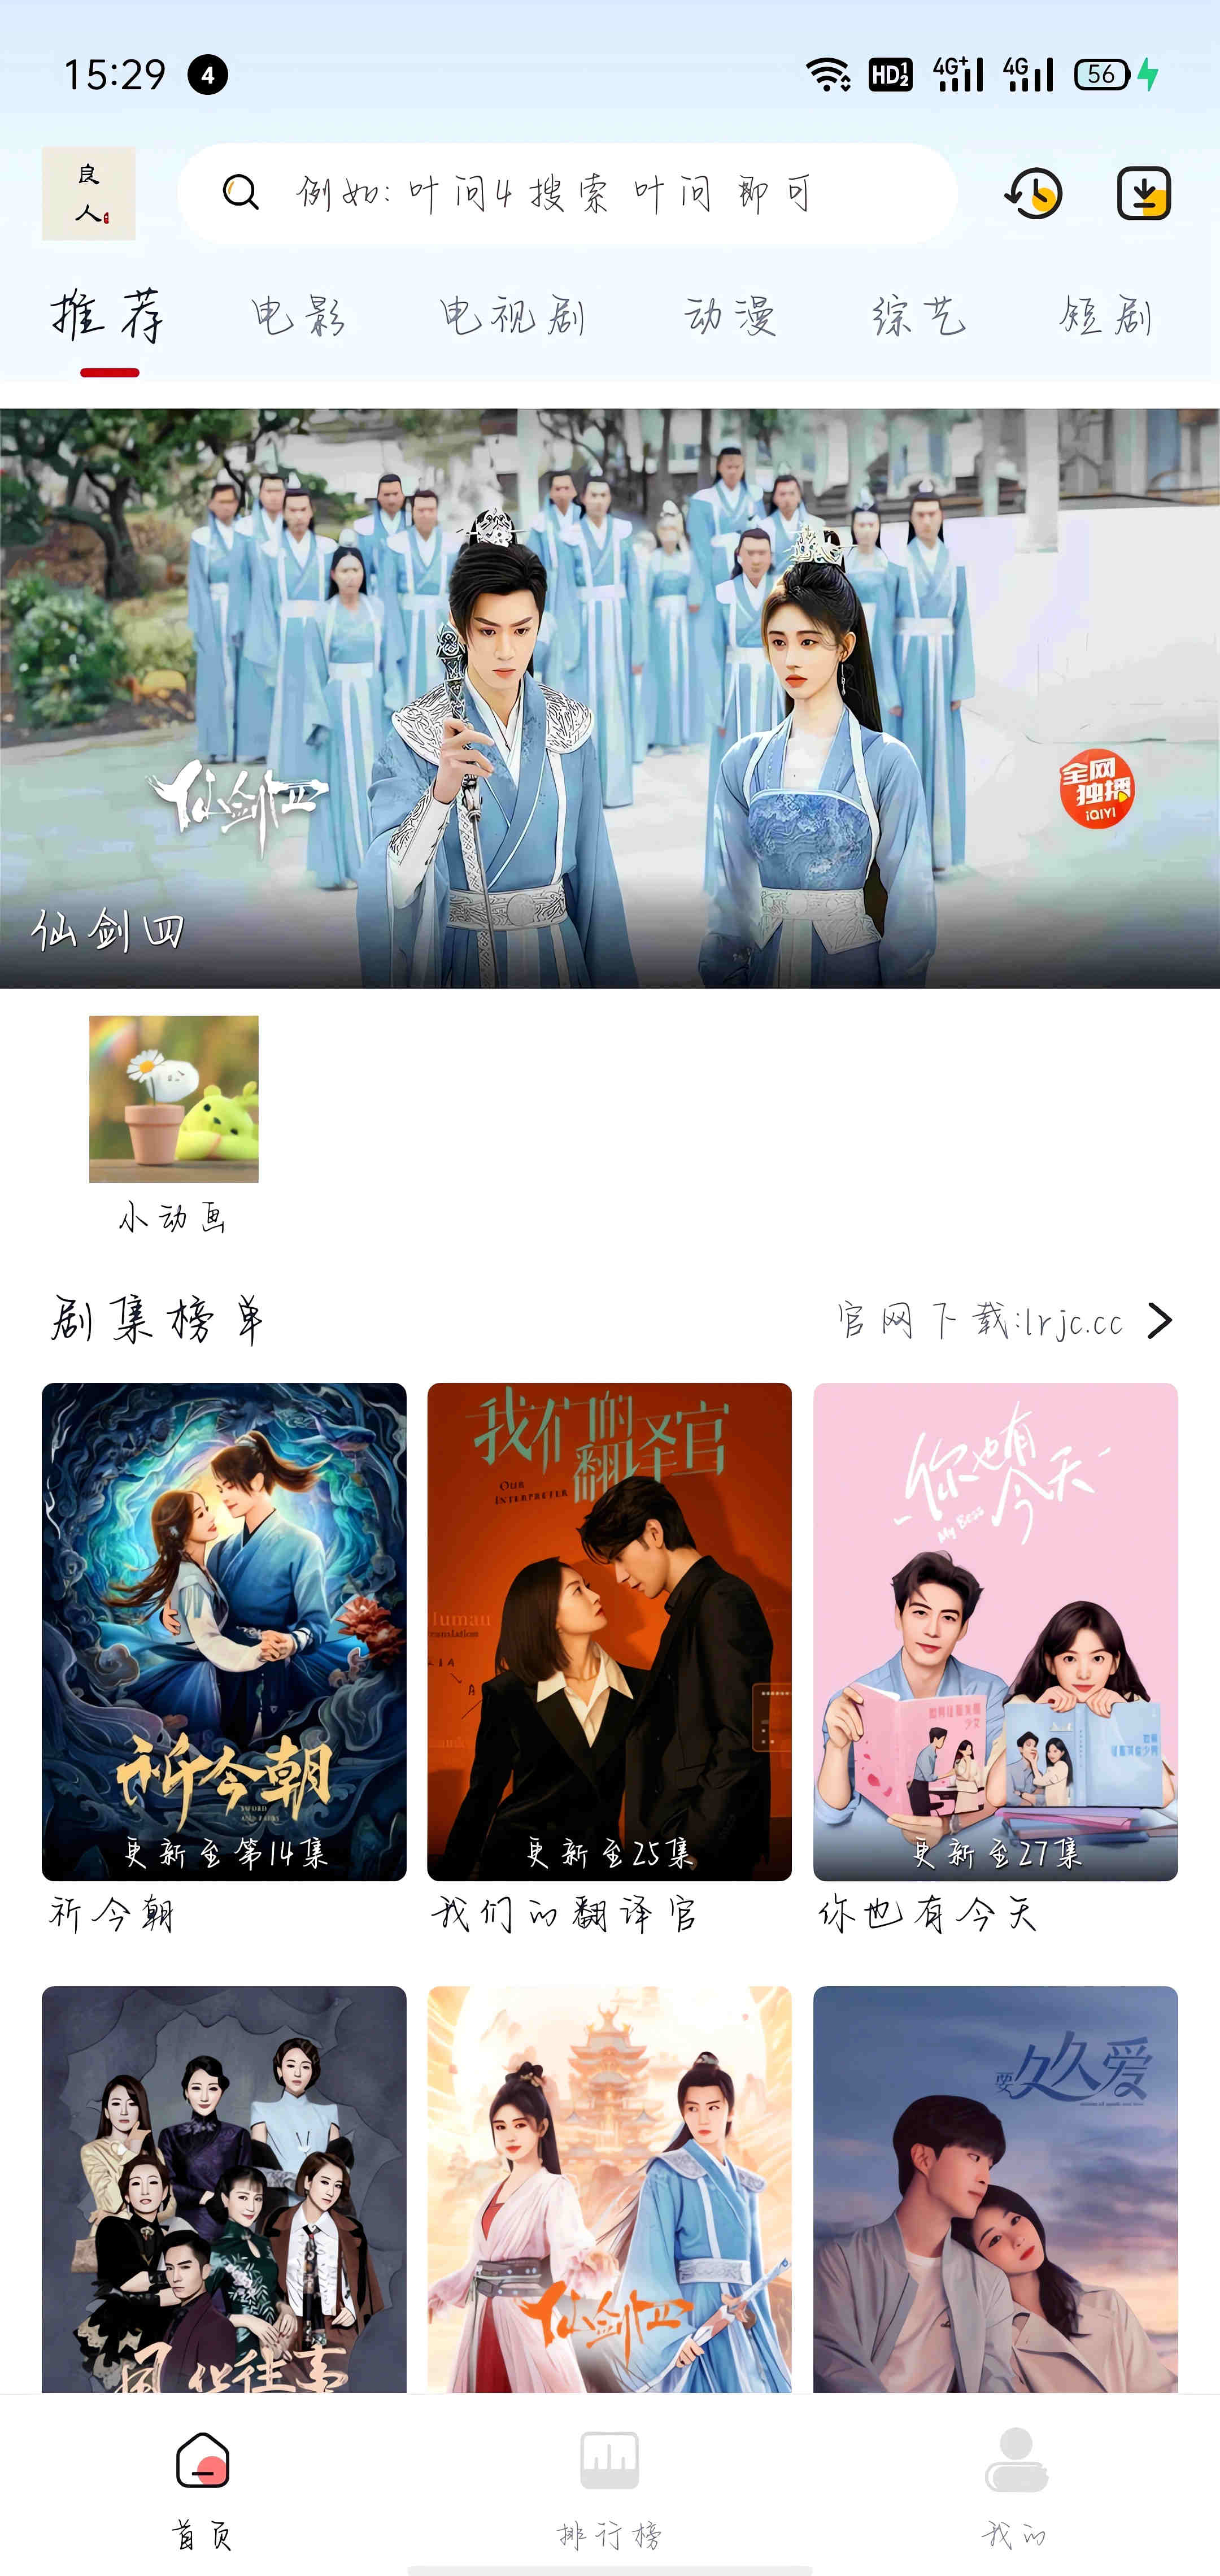 15:29 4 HD 1 2 4G+ 4G 56
良人
例如:叶问4 搜索 叶问 即可
推荐 电影 电视剧 动漫 综艺 短剧
仙剑四
全网
独播
iQIYI
仙剑四
小动画
剧集榜单 官网下载:lrjc.cc
祈今朝
SWORD
AND FAIRY
更新至第14集
祈今朝
我们的
翻译官
OUR
INTERPRETER
Human
translation
更新至25集
我们的翻译官
你也有今天
My Boss
更新至27集
你也有今天
风化往事
仙剑四
要久久爱
首页 排行榜 我的